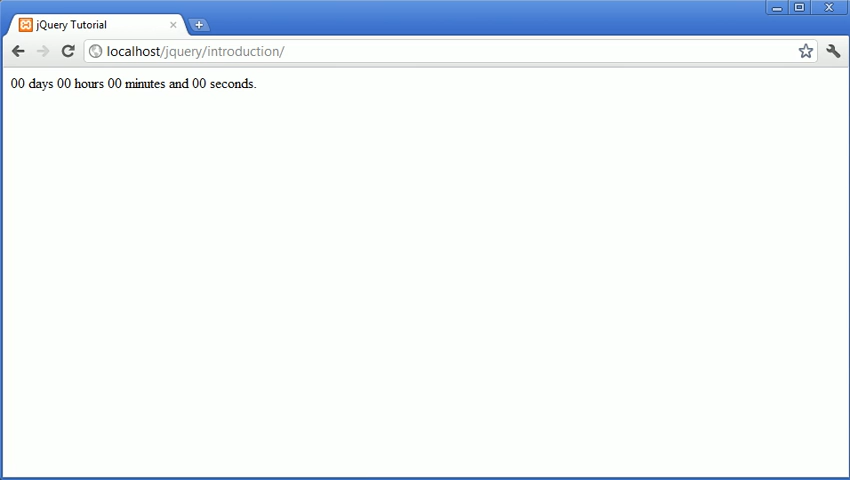 jQuery Tutorial
localhost/jquery/introduction/
00 days 00 hours 00 minutes and 00 seconds.